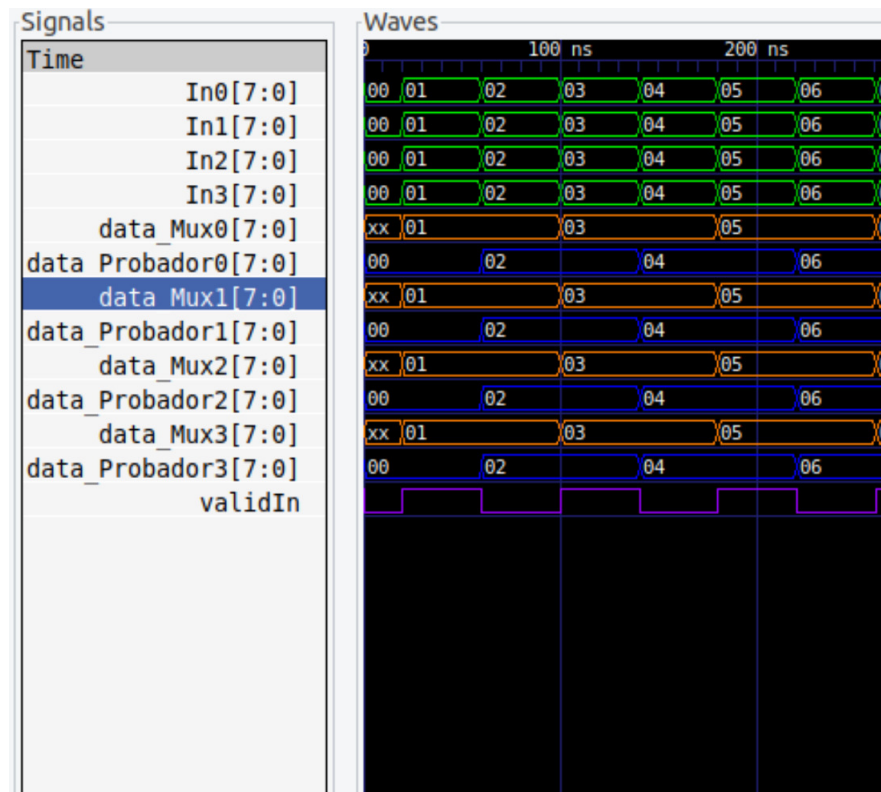 Signals Waves
Time 0 100 ns 200 ns
In0[7:0] 00 01 02 03 04 05 06
In1[7:0] 00 01 02 03 04 05 06
In2[7:0] 00 01 02 03 04 05 06
In3[7:0] 00 01 02 03 04 05 06
data_Mux0[7:0] xx 01 03 05
data_Probador0[7:0] 00 02 04 06
data_Mux1[7:0] xx 01 03 05
data_Probador1[7:0] 00 02 04 06
data_Mux2[7:0] xx 01 03 05
data_Probador2[7:0] 00 02 04 06
data_Mux3[7:0] xx 01 03 05
data_Probador3[7:0] 00 02 04 06
validIn